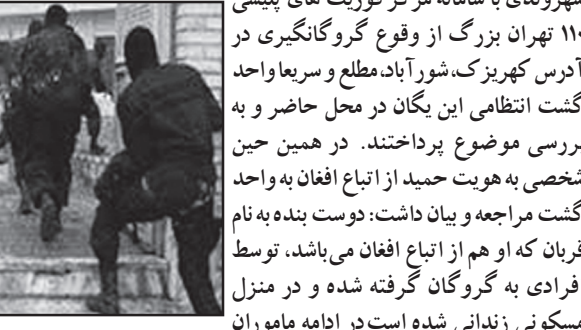 شهروندی با سامانه مرکز فوریت های پلیسی
۱۱۰ تهران بزرگ از وقوع گروگانگیری در
آدرس کهریزک،شورآباد،مطلع و سریعا واحد
گشت انتظامی این یگان در محل حاضر و به
بررسی موضوع پرداختند. در همین حین
شخصی به هویت حمید از اتباع افغان به واحد
گشت مراجعه و بیان داشت: دوست بنده به نام
قربان که او هم از اتباع افغان می‌باشد، توسط
افرادی به گروگان گرفته شده و در منزل
مسکونی زندانی شده است در ادامه ماموران